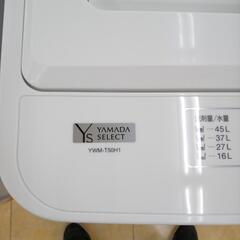 YS YAMADA
SELECT
YWM-T50H1
洗剤量/水量
45L
37L
27L
16L